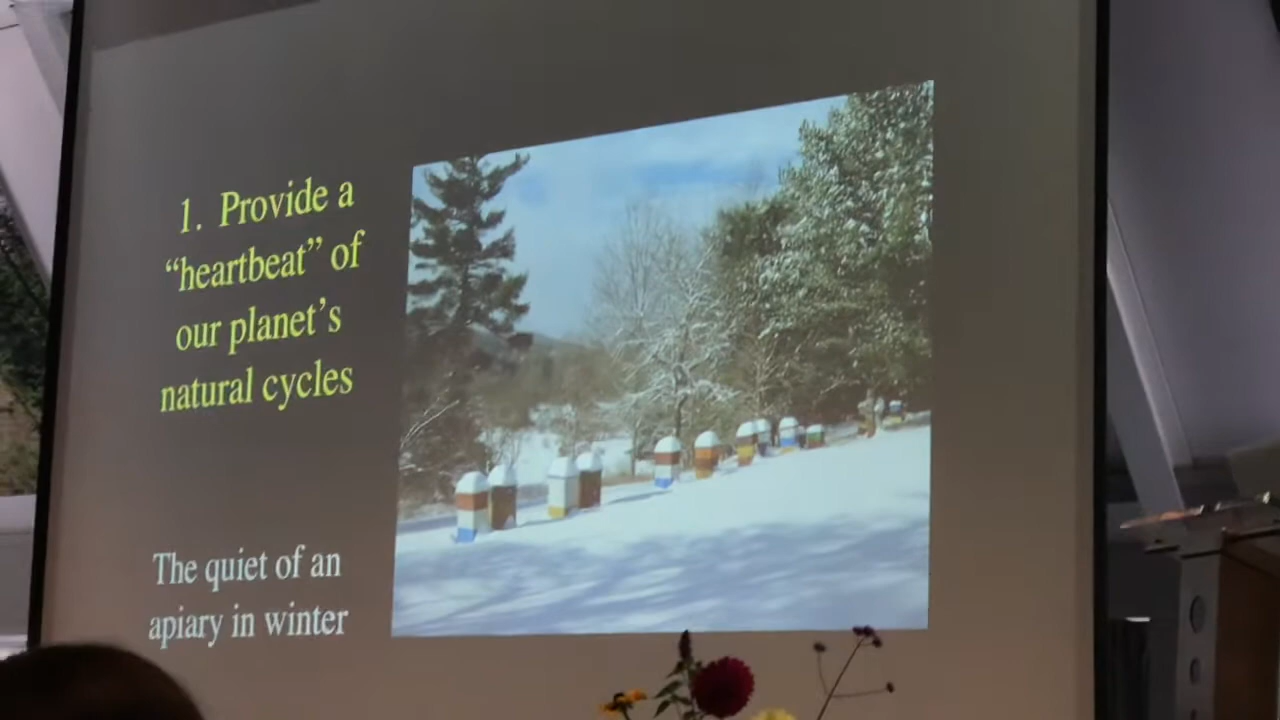 1. Provide a
“heartbeat” of
our planet’s
natural cycles
The quiet of an
apiary in winter